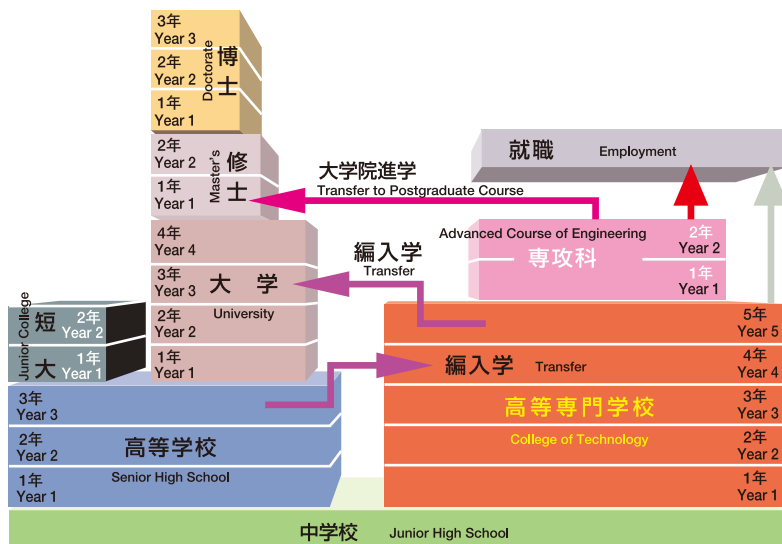 3年
Year 3
2年
Year 2
1年
Year 1
博士
Doctorate
2年
Year 2
1年
Year 1
修士
Master's
大学院進学
Transfer to Postgraduate Course
就職 Employment
4年
Year 4
3年
Year 3
2年
Year 2
1年
Year 1
大学
University
編入学
Transfer
Advanced Course of Engineering
専攻科
2年
Year 2
1年
Year 1
短大
Junior College
2年
Year 2
1年
Year 1
5年
Year 5
4年
Year 4
3年
Year 3
2年
Year 2
1年
Year 1
編入学 Transfer
高等専門学校
College of Technology
3年
Year 3
2年
Year 2
1年
Year 1
高等学校
Senior High School
中学校 Junior High School